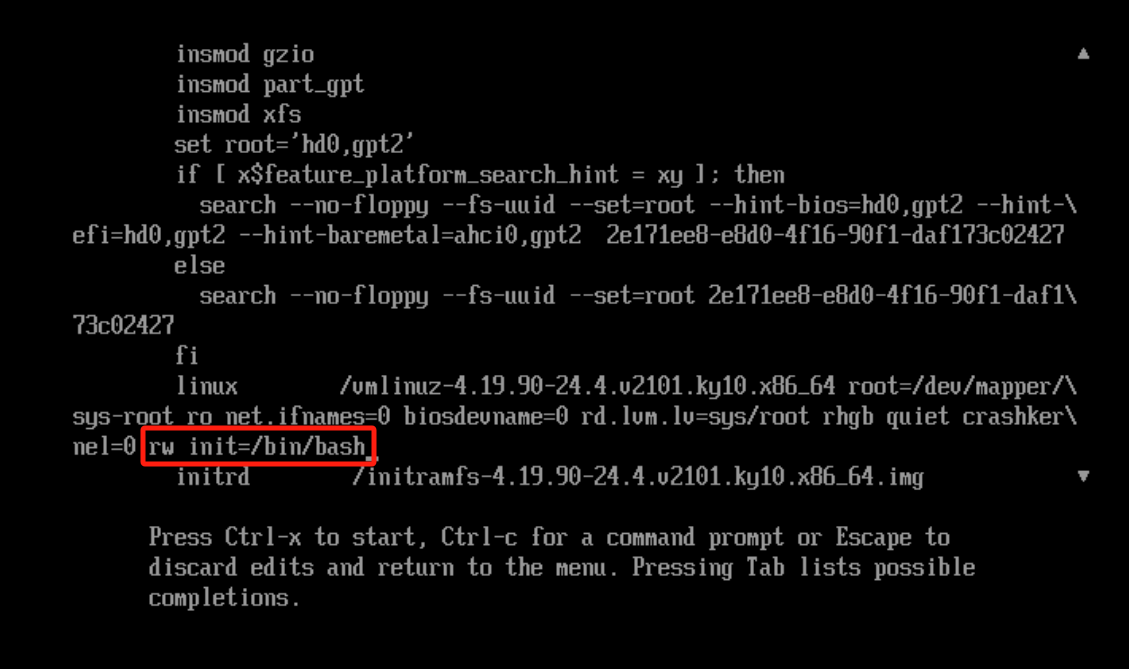 insmod gzio
insmod part_gpt
insmod xfs
set root='hd0,gpt2'
if [ x$feature_platform_search_hint = xy ]; then
search --no-floppy --fs-uuid --set=root --hint-bios=hd0,gpt2 --hint-\
efi=hd0,gpt2 --hint-baremetal=ahci0,gpt2  2e171ee8-e8d0-4f16-90f1-daf173c02427
else
search --no-floppy --fs-uuid --set=root 2e171ee8-e8d0-4f16-90f1-daf1\
73c02427
fi
linux        /vmlinuz-4.19.90-24.4.v2101.ky10.x86_64 root=/dev/mapper/\
sys-root ro net.ifnames=0 biosdevname=0 rd.lvm.lv=sys/root rhgb quiet crashker\
nel=0 rw init=/bin/bash_
initrd        /initramfs-4.19.90-24.4.v2101.ky10.x86_64.img
Press Ctrl-x to start, Ctrl-c for a command prompt or Escape to
discard edits and return to the menu. Pressing Tab lists possible
completions.